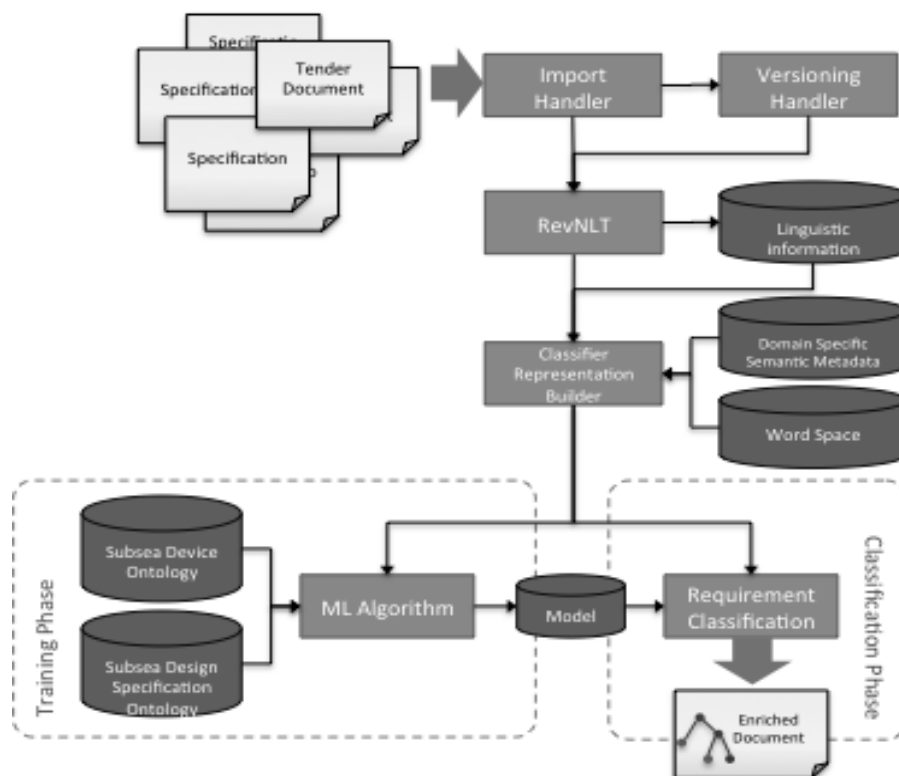 Specificatio
Tender
Document
Specification
Specification
Import
Handler
Versioning
Handler
RevNLT
Linguistic
information
Classifier
Representation
Builder
Domain Specific
Semantic Metadata
Word Space
Training Phase
Subsea Device
Ontology
Subsea Design
Specification
Ontology
ML Algorithm
Model
Requirement
Classification
Classification Phase
Enriched
Document